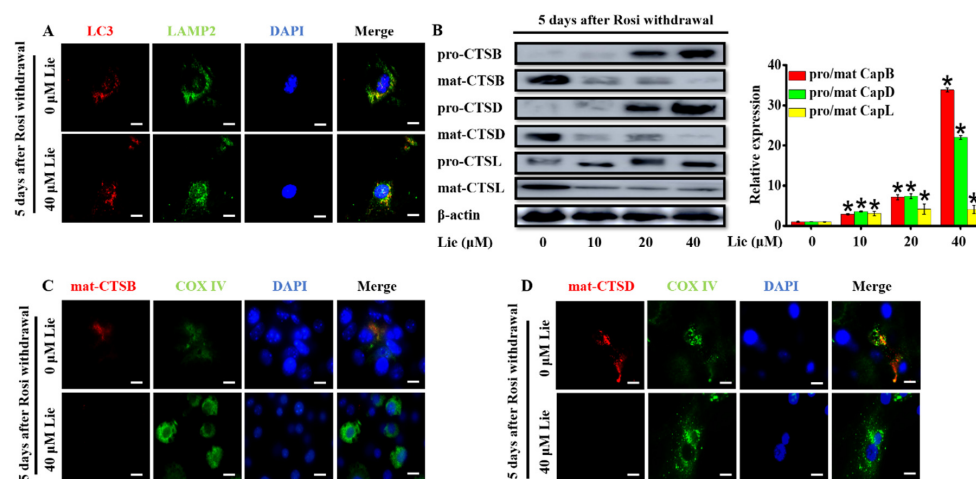 A
LC3 LAMP2 DAPI Merge
5 days after Rosi withdrawal
0 μM Lie
40 μM Lie
B
5 days after Rosi withdrawal
pro-CTSB
mat-CTSB
pro-CTSD
mat-CTSD
pro-CTSL
mat-CTSL
β-actin
Lie (μM) 0 10 20 40
Relative expression
40
30
20
10
0
pro/mat CapB
pro/mat CapD
pro/mat CapL
* * * * * * * * *
Lie (μM) 0 10 20 40
C
mat-CTSB COX IV DAPI Merge
5 days after Rosi withdrawal
0 μM Lie
40 μM Lie
D
mat-CTSD COX IV DAPI Merge
5 days after Rosi withdrawal
0 μM Lie
40 μM Lie